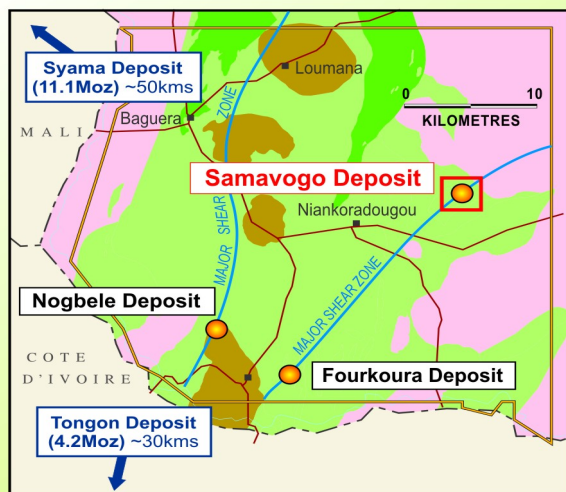 Syama Deposit
(11.1Moz) ~50kms
Loumana
ZONE
0 10
KILOMETRES
Baguera
MALI
Samavogo Deposit
MAJOR SHEAR
Niankoradougou
Nogbele Deposit
MAJOR SHEAR ZONE
COTE
D'IVOIRE
Fourkoura Deposit
Tongon Deposit
(4.2Moz) ~30kms